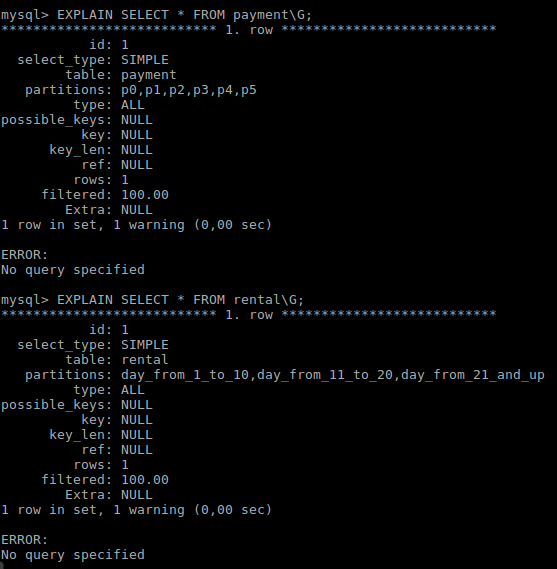 mysql> EXPLAIN SELECT * FROM payment\G;
*************************** 1. row ***************************
id: 1
select_type: SIMPLE
table: payment
partitions: p0,p1,p2,p3,p4,p5
type: ALL
possible_keys: NULL
key: NULL
key_len: NULL
ref: NULL
rows: 1
filtered: 100.00
Extra: NULL
1 row in set, 1 warning (0,00 sec)
ERROR:
No query specified
mysql> EXPLAIN SELECT * FROM rental\G;
*************************** 1. row ***************************
id: 1
select_type: SIMPLE
table: rental
partitions: day_from_1_to_10,day_from_11_to_20,day_from_21_and_up
type: ALL
possible_keys: NULL
key: NULL
key_len: NULL
ref: NULL
rows: 1
filtered: 100.00
Extra: NULL
1 row in set, 1 warning (0,00 sec)
ERROR:
No query specified